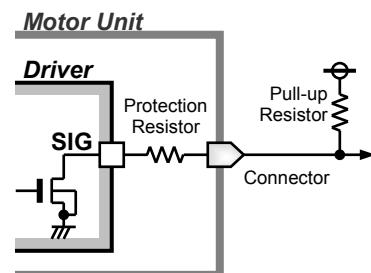 Motor Unit
Driver
Protection
Resistor
Pull-up
Resistor
SIG
Connector